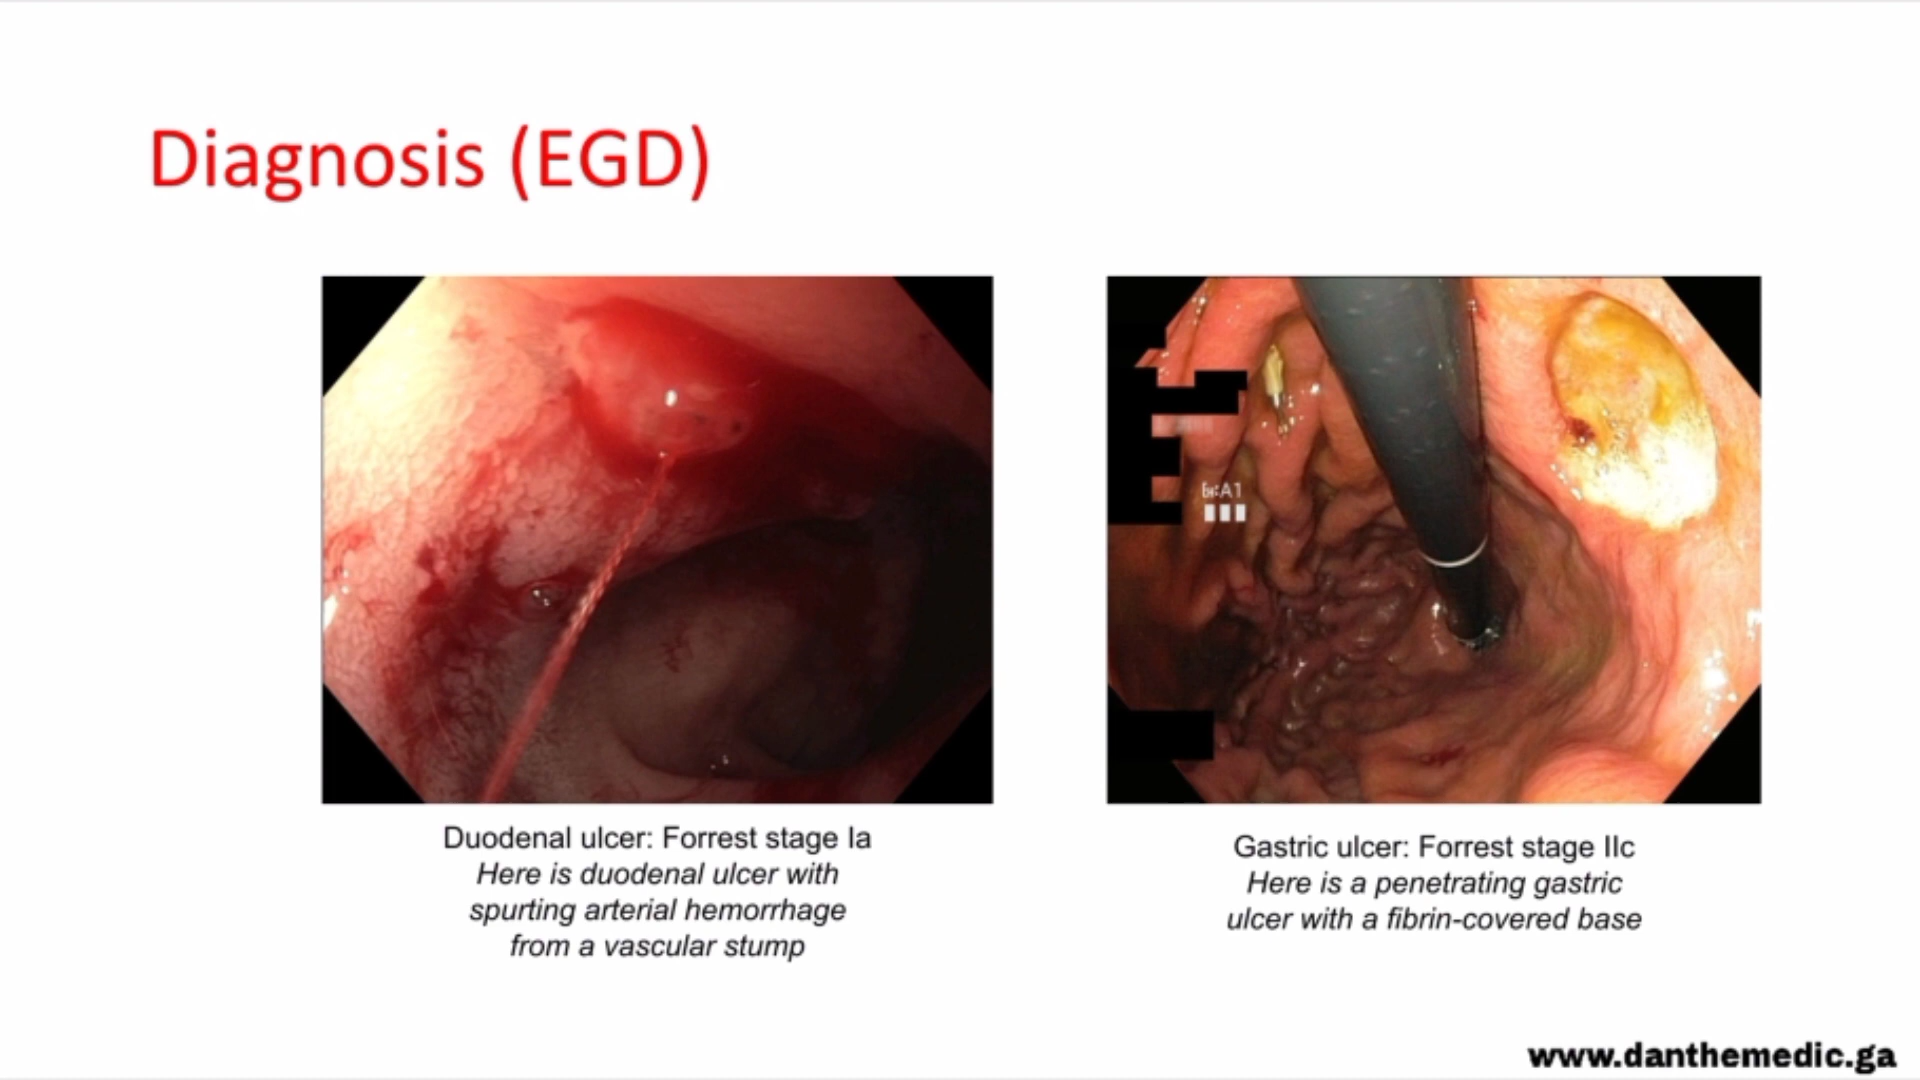 Diagnosis (EGD)
Duodenal ulcer: Forrest stage Ia
Here is duodenal ulcer with
spurting arterial hemorrhage
from a vascular stump
Gastric ulcer: Forrest stage IIc
Here is a penetrating gastric
ulcer with a fibrin-covered base
www.danthemedic.ga